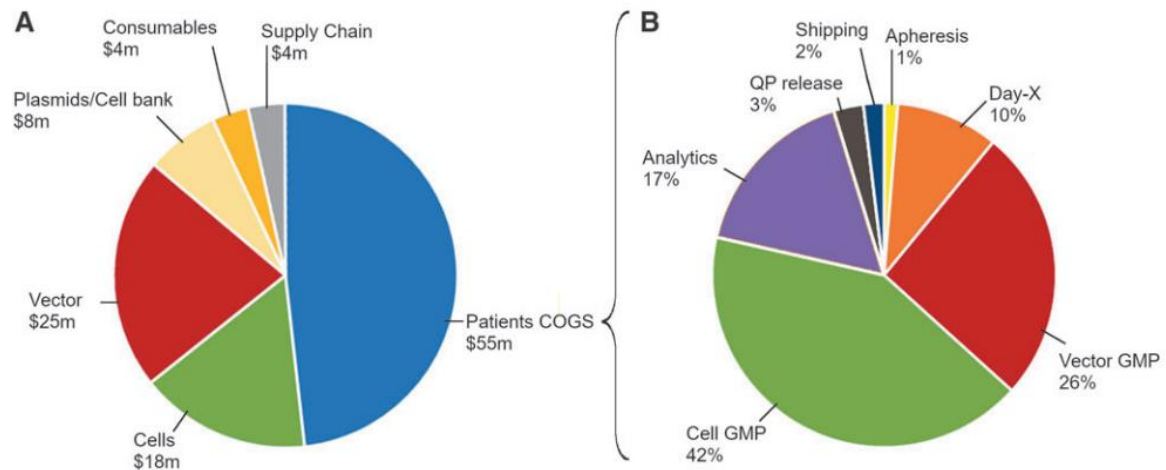 A
Consumables
$4m
Supply Chain
$4m
Plasmids/Cell bank
$8m
Vector
$25m
Cells
$18m
Patients COGS
$55m
B
Shipping
2%
Apheresis
1%
QP release
3%
Day-X
10%
Analytics
17%
Vector GMP
26%
Cell GMP
42%